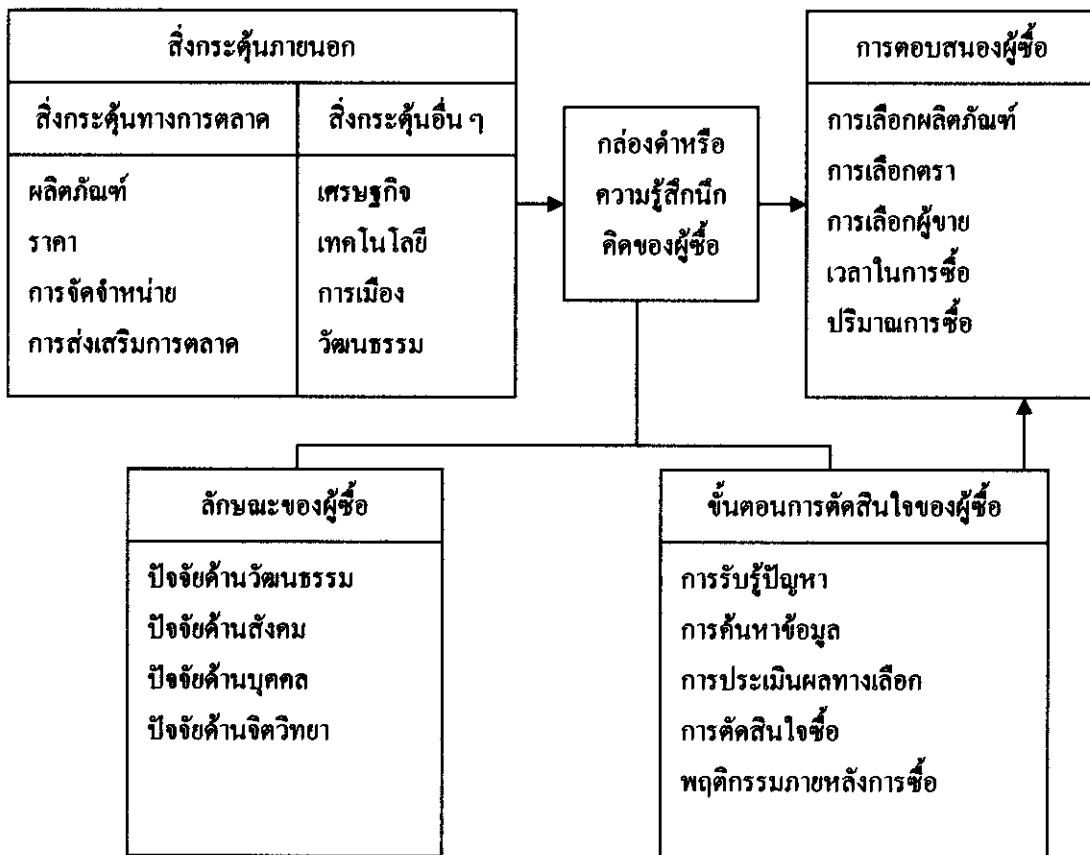 สิ่งกระตุ้นภายนอก
สิ่งกระตุ้นทางการตลาด
ผลิตภัณฑ์
ราคา
การจัดจำหน่าย
การส่งเสริมการตลาด
สิ่งกระตุ้นอื่น ๆ
เศรษฐกิจ
เทคโนโลยี
การเมือง
วัฒนธรรม
กล่องดำหรือ
ความรู้สึกนึก
คิดของผู้ซื้อ
การตอบสนองผู้ซื้อ
การเลือกผลิตภัณฑ์
การเลือกตรา
การเลือกผู้ขาย
เวลาในการซื้อ
ปริมาณการซื้อ
ลักษณะของผู้ซื้อ
ปัจจัยด้านวัฒนธรรม
ปัจจัยด้านสังคม
ปัจจัยด้านบุคคล
ปัจจัยด้านจิตวิทยา
ขั้นตอนการตัดสินใจของผู้ซื้อ
การรับรู้ปัญหา
การค้นหาข้อมูล
การประเมินผลทางเลือก
การตัดสินใจซื้อ
พฤติกรรมภายหลังการซื้อ